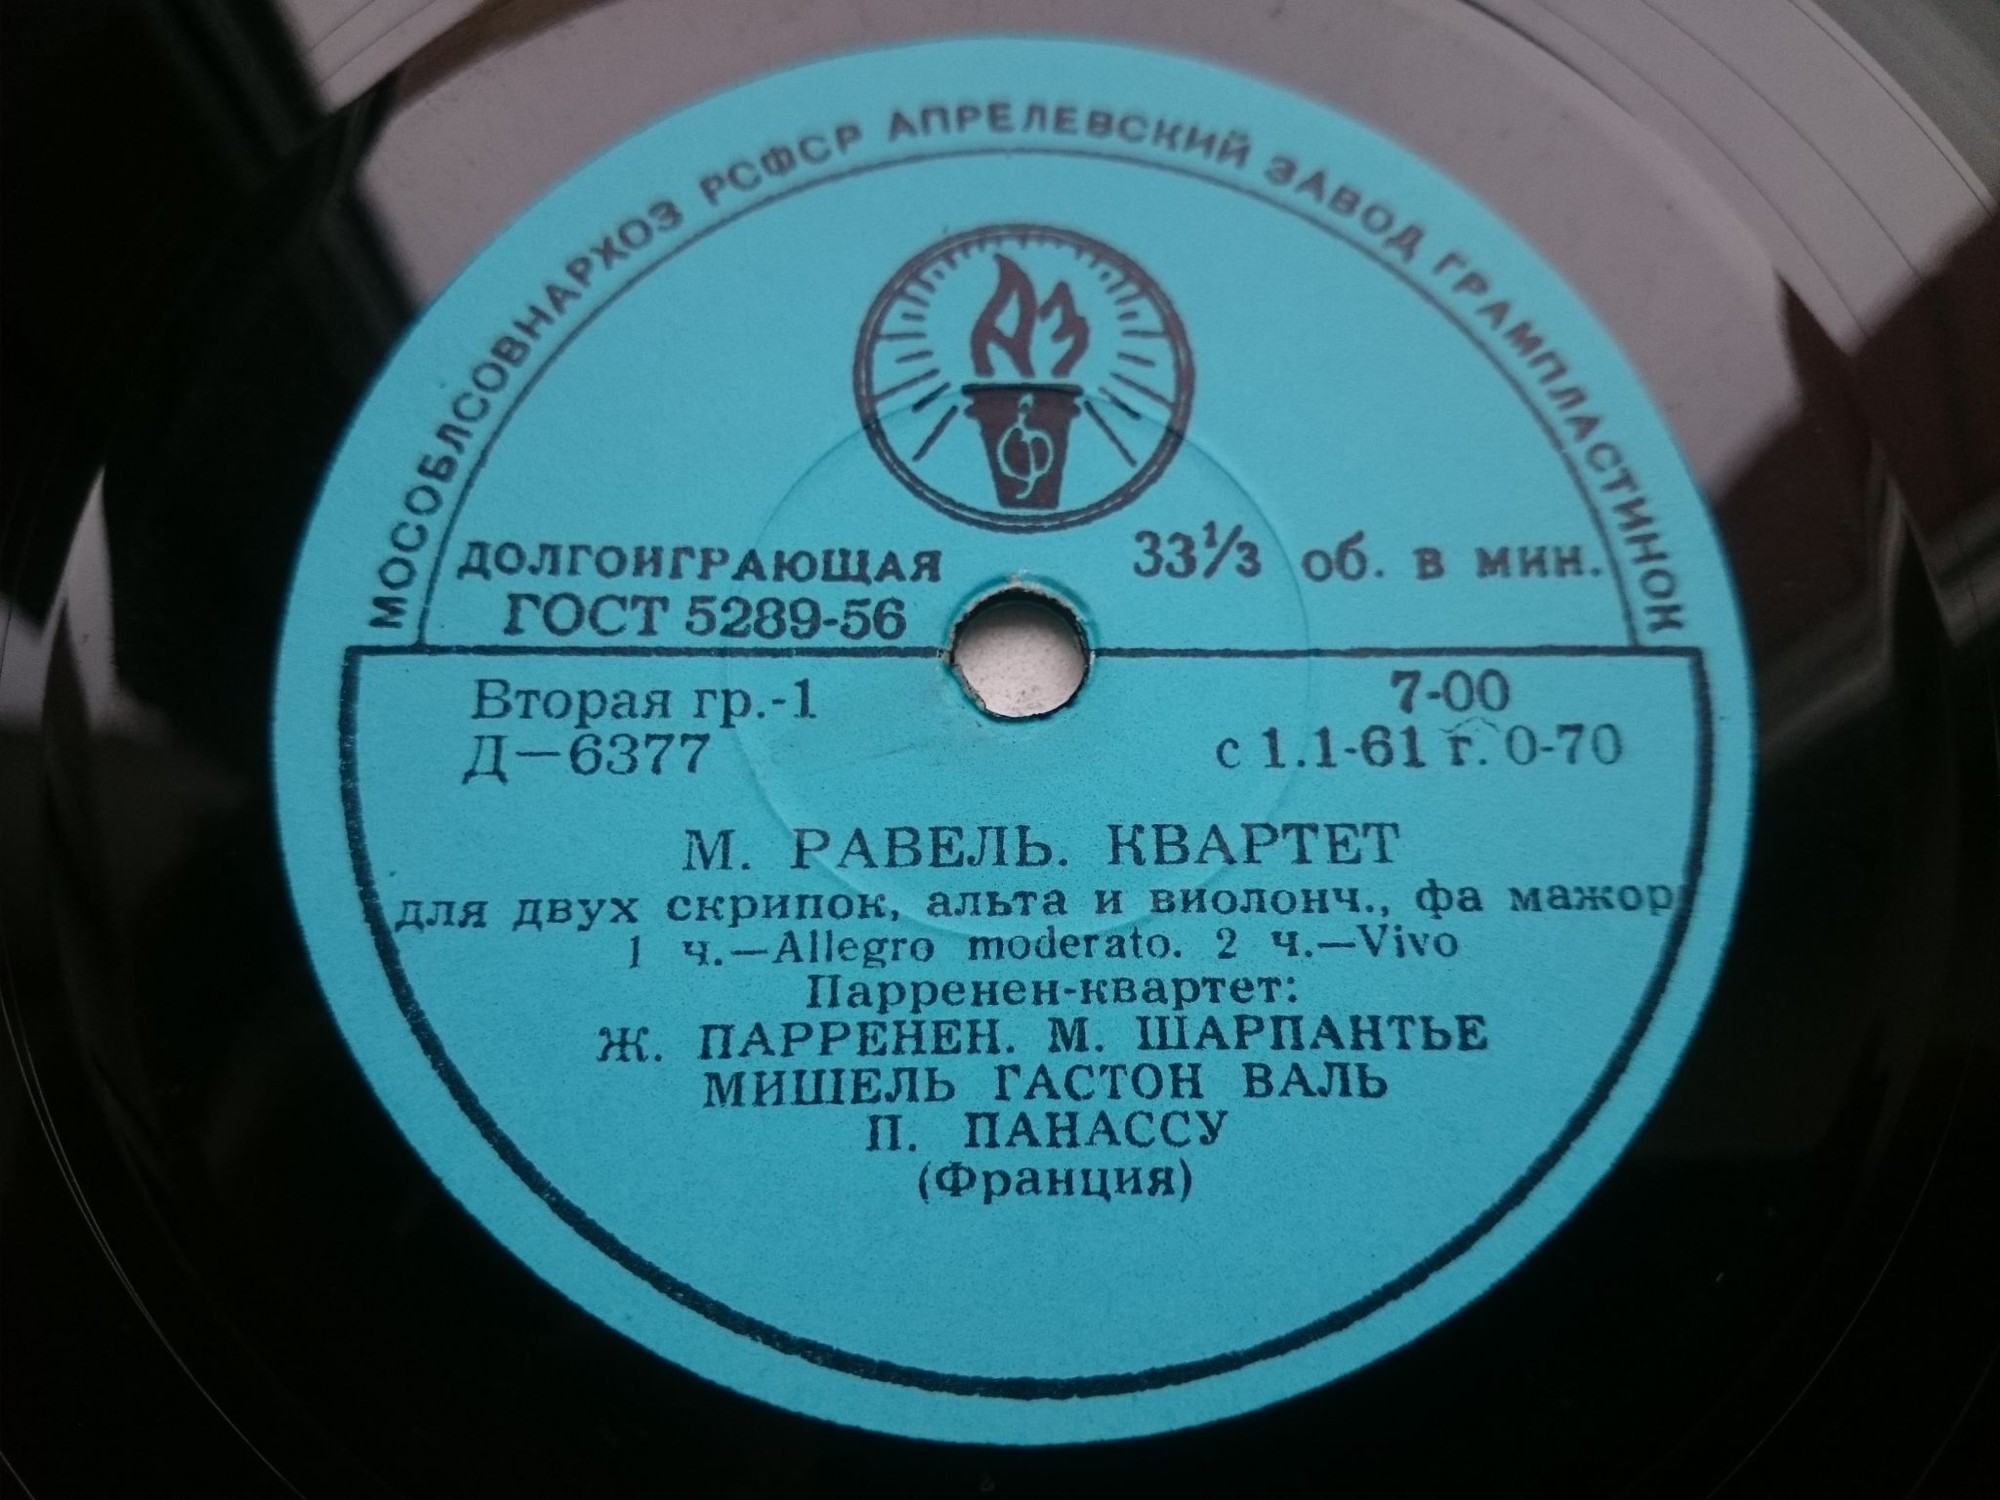 МОСОБЛСОВНАРХОЗ РСФСР АПРЕЛЕВСКИЙ ЗАВОД ГРАМПЛАСТИНОК
АЗ
Ф
ДОЛГОИГРАЮЩАЯ 33⅓ об. в мин.
ГОСТ 5289-56
Вторая гр.-1 7-00
Д—6377 с 1.1-61 г. 0-70
М. РАВЕЛЬ. КВАРТЕТ
для двух скрипок, альта и виолонч., фа мажор
1 ч.—Allegro moderato. 2 ч.—Vivo
Парренен-квартет:
Ж. ПАРРЕНЕН. М. ШАРПАНТЬЕ
МИШЕЛЬ ГАСТОН ВАЛЬ
П. ПАНАССУ
(Франция)